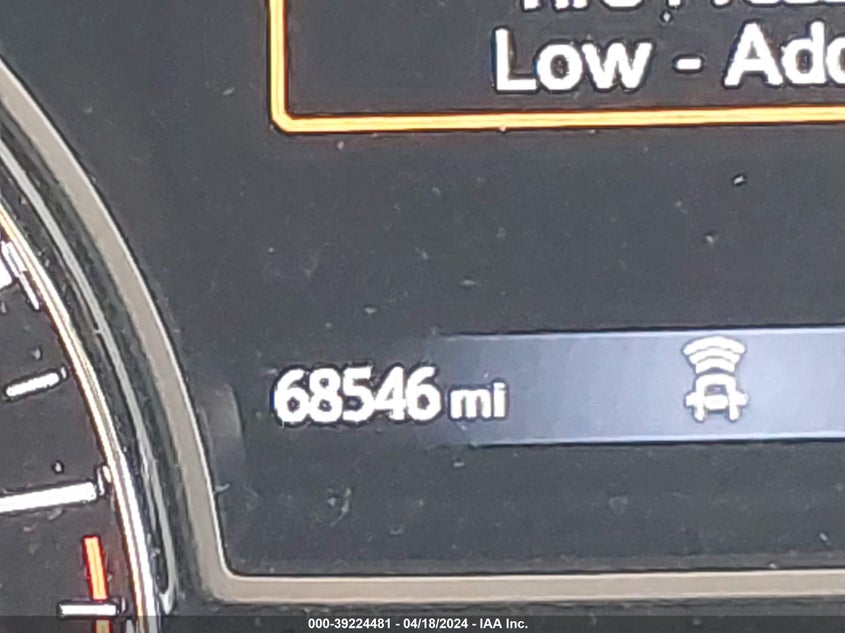 Low - Add
68546 mi
000-39224481 - 04/18/2024 - IAA Inc.